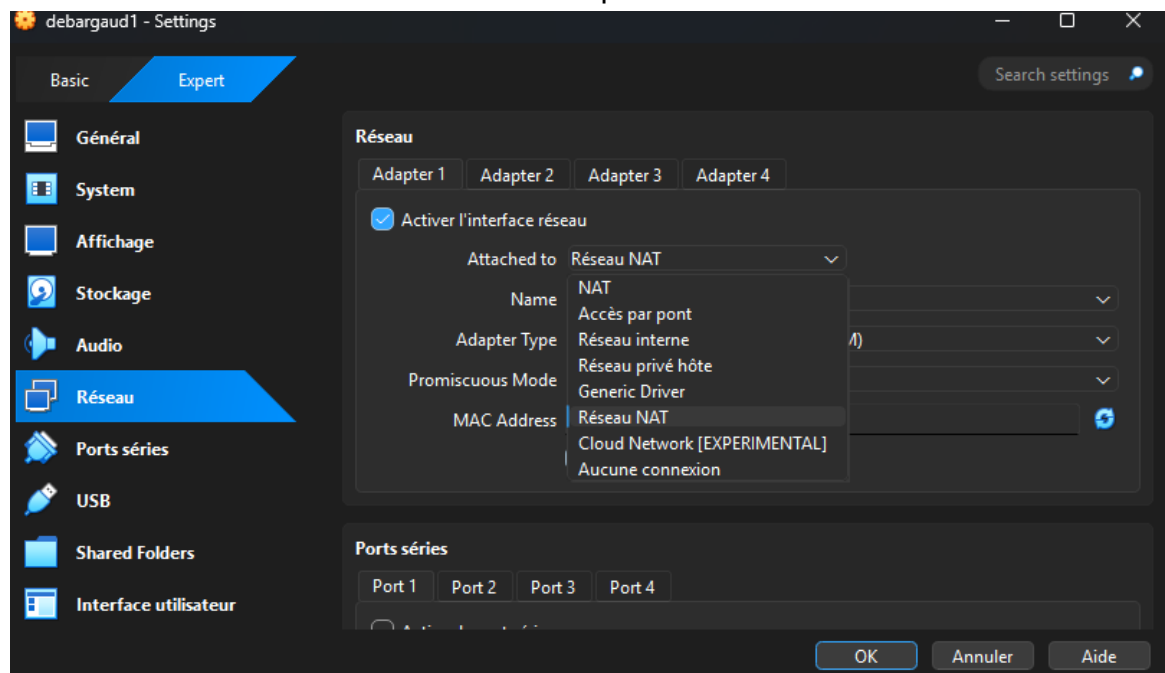 debargaud1 - Settings
Basic
Expert
Search settings
Général
System
Affichage
Stockage
Audio
Réseau
Ports séries
USB
Shared Folders
Interface utilisateur
Réseau
Adapter 1
Adapter 2
Adapter 3
Adapter 4
Activer l'interface réseau
Attached to
Réseau NAT
Name
Adapter Type
Promiscuous Mode
MAC Address
NAT
Accès par pont
Réseau interne
Réseau privé hôte
Generic Driver
Réseau NAT
Cloud Network [EXPERIMENTAL]
Aucune connexion
Ports séries
Port 1
Port 2
Port 3
Port 4
OK
Annuler
Aide